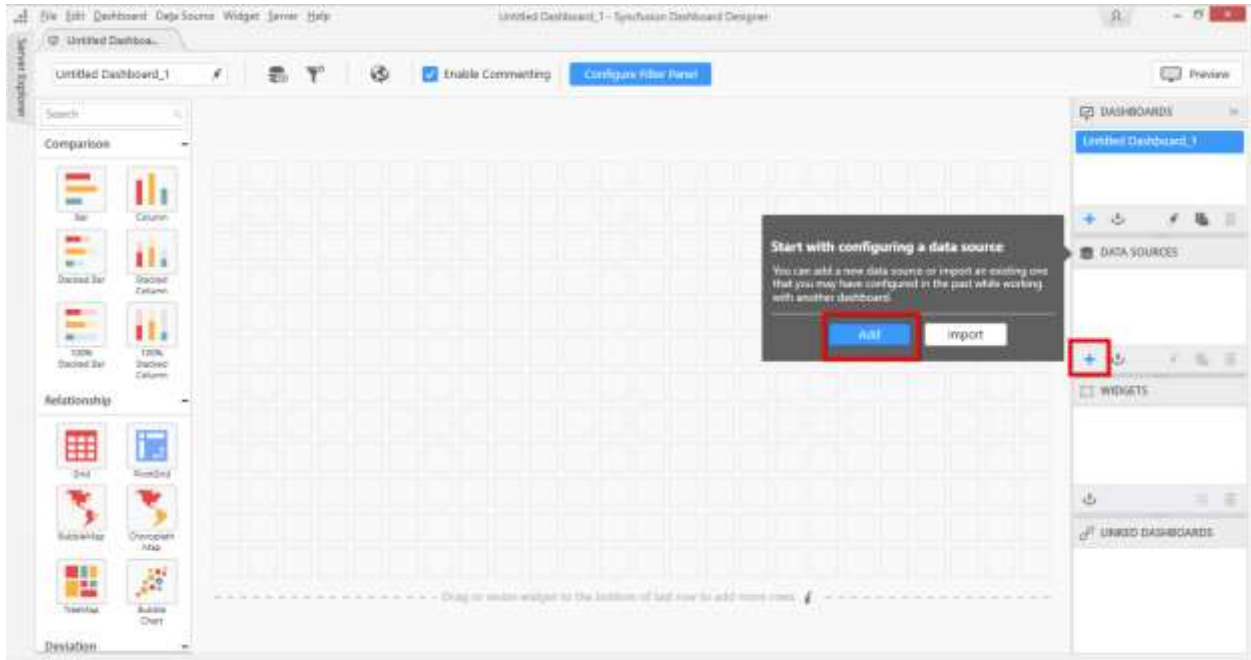 File Edit Dashboard Data Source Widget Server Help
Untitled Dashboard_1 - Syncfusion Dashboard Designer
Server Explorer
Untitled Dashboa...
Untitled Dashboard_1
Enable Commenting
Configure Filter Panel
Preview
Search
Comparison
Bar
Column
Stacked Bar
Stacked
Column
100%
Stacked Bar
100%
Stacked
Column
Relationship
Grid
PivotGrid
BubbleMap
Choropleth
Map
TreeMap
Bubble
Chart
Deviation
Start with configuring a data source
You can add a new data source or import an existing one
that you may have configured in the past while working
with another dashboard.
Add
Import
Drag or resize widget to the bottom of last row to add more rows
DASHBOARDS
Untitled Dashboard_1
DATA SOURCES
WIDGETS
LINKED DASHBOARDS